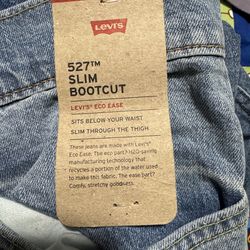 Levi's
527™
SLIM
BOOTCUT
LEVI'S® ECO EASE
SITS BELOW YOUR WAIST
SLIM THROUGH THE THIGH
These jeans are made with Levi's®
Eco Ease. The eco part? H2O-saving
manufacturing technology that
recycles a portion of the water used
to make this fabric. The ease part?
Comfy, stretchy goodness.